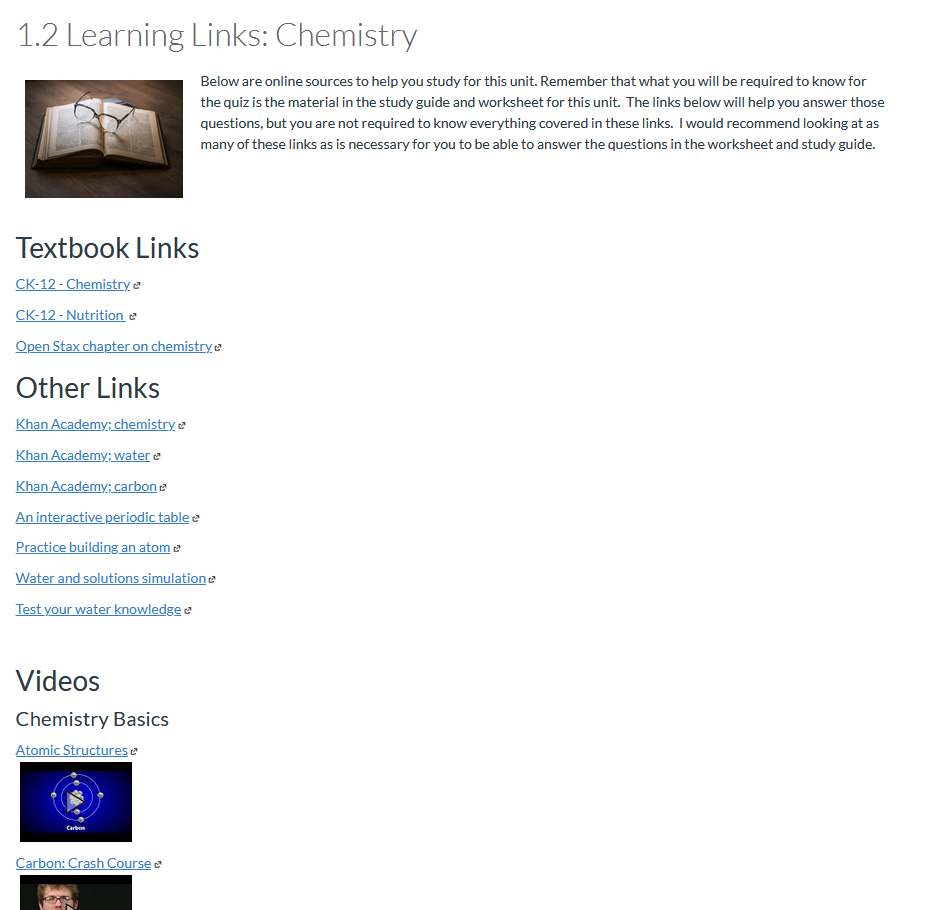 1.2 Learning Links: Chemistry
Below are online sources to help you study for this unit. Remember that what you will be required to know for
the quiz is the material in the study guide and worksheet for this unit.  The links below will help you answer those
questions, but you are not required to know everything covered in these links.  I would recommend looking at as
many of these links as is necessary for you to be able to answer the questions in the worksheet and study guide.
Textbook Links
CK-12 - Chemistry
CK-12 - Nutrition
Open Stax chapter on chemistry
Other Links
Khan Academy; chemistry
Khan Academy; water
Khan Academy; carbon
An interactive periodic table
Practice building an atom
Water and solutions simulation
Test your water knowledge
Videos
Chemistry Basics
Atomic Structures
Carbon
Carbon: Crash Course